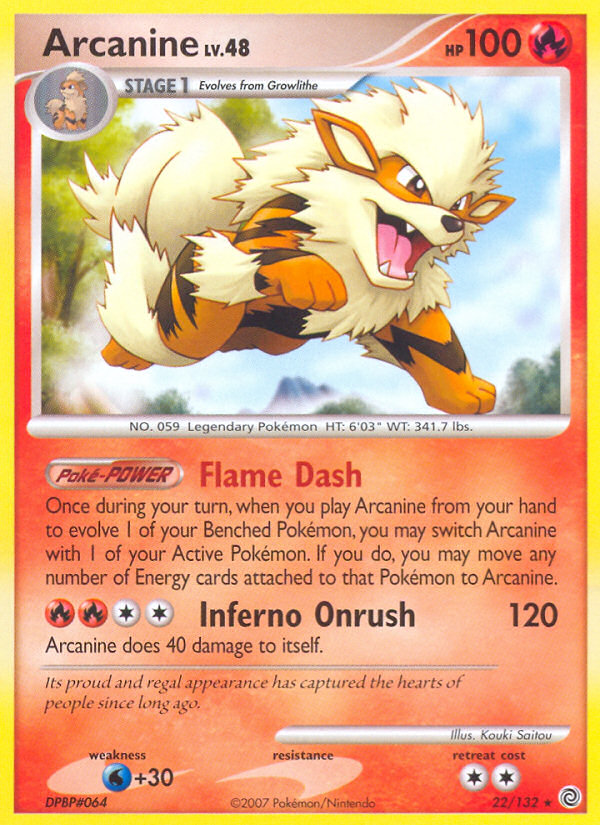 Arcanine LV.48 HP 100
STAGE 1 Evolves from Growlithe
NO. 059 Legendary Pokémon HT: 6'03" WT: 341.7 lbs.
Poké-POWER Flame Dash
Once during your turn, when you play Arcanine from your hand
to evolve 1 of your Benched Pokémon, you may switch Arcanine
with 1 of your Active Pokémon. If you do, you may move any
number of Energy cards attached to that Pokémon to Arcanine.
Inferno Onrush 120
Arcanine does 40 damage to itself.
Its proud and regal appearance has captured the hearts of
people since long ago.
Illus. Kouki Saitou
weakness resistance retreat cost
+30
DPBP#064 ©2007 Pokémon/Nintendo 22/132 ★